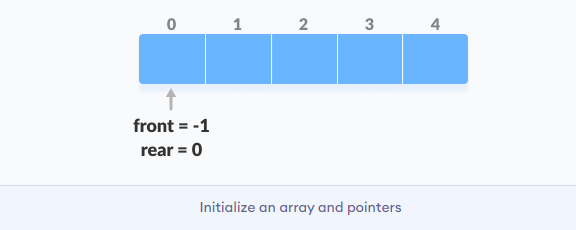 0 1 2 3 4
front = -1
rear = 0
Initialize an array and pointers